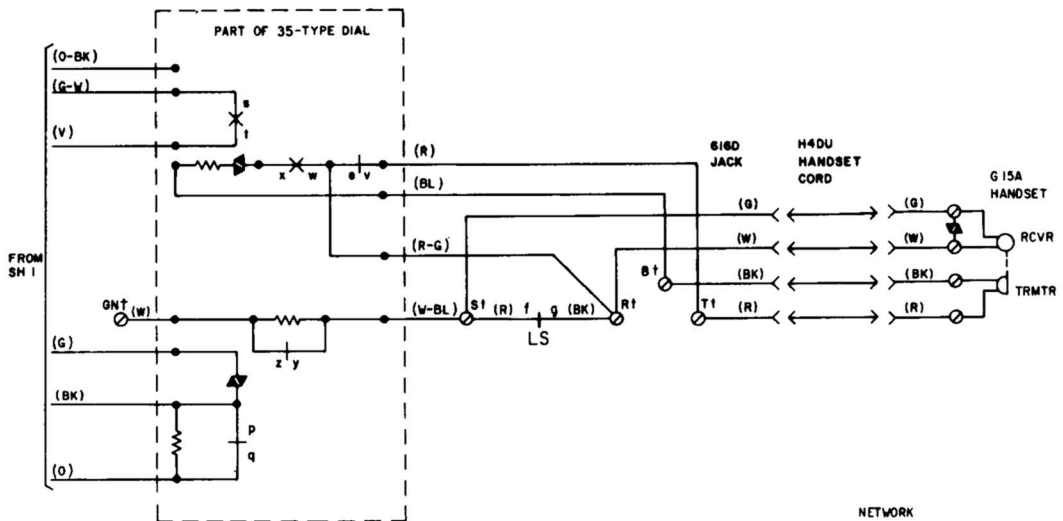 PART OF 35-TYPE DIAL
(O-BK)
(G-W)
s
t
(V)
x w
e v
(R)
(BL)
616D JACK
H4DU HANDSET CORD
G15A HANDSET
(G)
(G)
RCVR
FROM SH 1
(R-G)
(W)
(W)
B†
(BK)
(BK)
TRMTR
GN†
(W)
(W-BL)
S†
(R) f g (BK)
R†
T†
(R)
(R)
LS
z y
(G)
(BK)
p
q
(O)
NETWORK